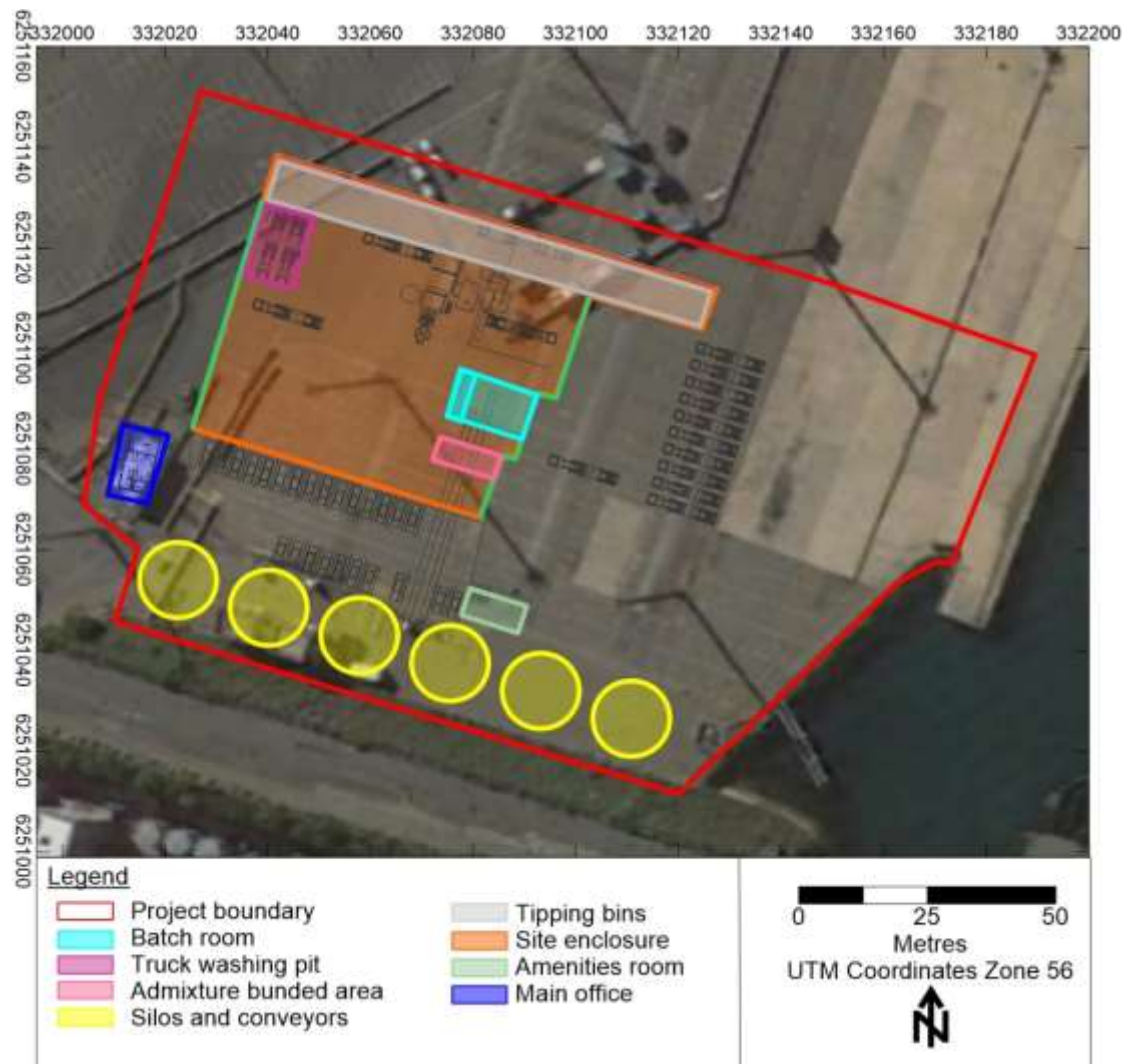 332000 332020 332040 332060 332080 332100 332120 332140 332160 332180 332200
6251160
6251140
6251120
6251100
6251080
6251060
6251040
6251020
6251000
Legend
Project boundary
Batch room
Truck washing pit
Admixture bunded area
Silos and conveyors
Tipping bins
Site enclosure
Amenities room
Main office
0 25 50
Metres
UTM Coordinates Zone 56
N